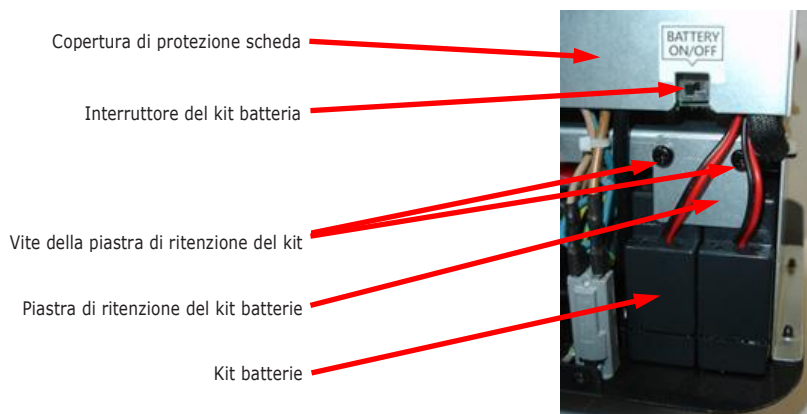 Copertura di protezione scheda
BATTERY
ON/OFF
Interruttore del kit batteria
Vite della piastra di ritenzione del kit
Piastra di ritenzione del kit batterie
Kit batterie